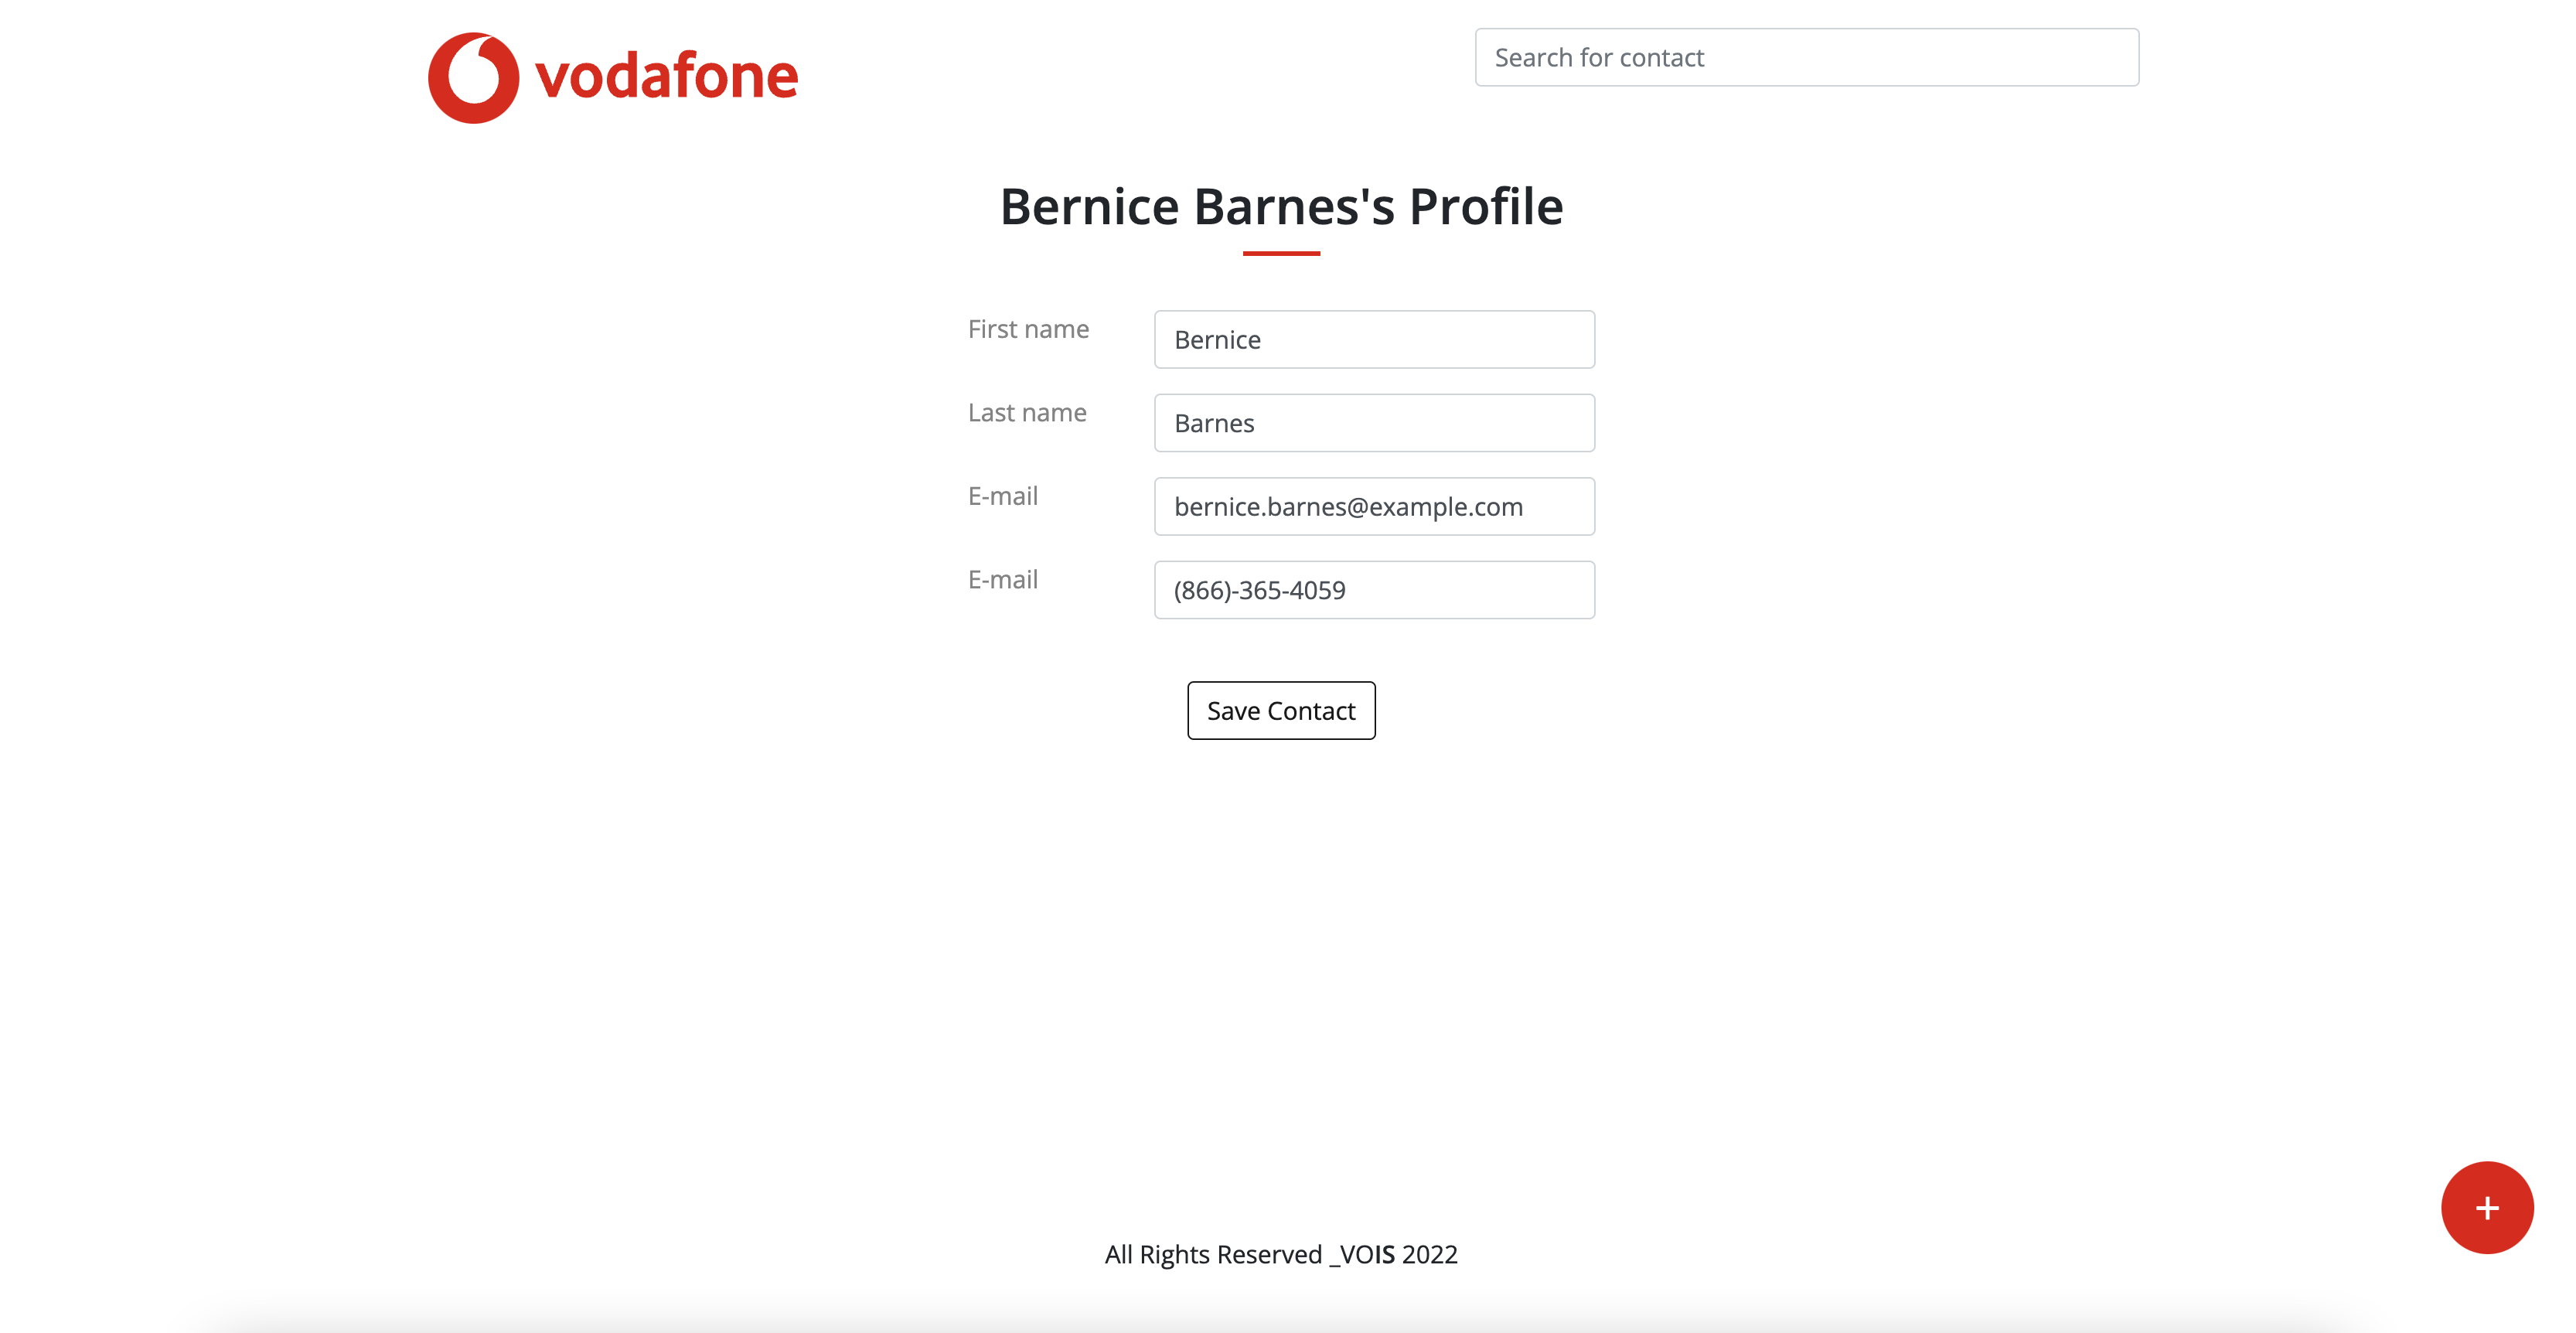 vodafone
Search for contact
Bernice Barnes's Profile
First name
Bernice
Last name
Barnes
E-mail
bernice.barnes@example.com
E-mail
(866)-365-4059
Save Contact
+
All Rights Reserved _VOIS 2022